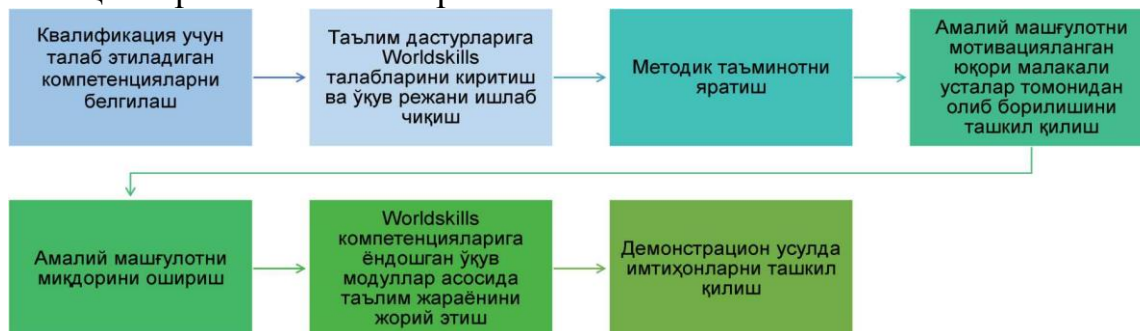 Квалификация учун
талаб этиладиган
компетенцияларни
белгилаш
Таълим дастурларига
Worldskills
талабларини киритиш
ва ўқув режани ишлаб
чиқиш
Методик таъминотни
яратиш
Амалий машғулотни
мотивацияланган
юқори малакали
усталар томонидан
олиб борилишини
ташкил қилиш
Амалий машғулотни
миқдорини ошириш
Worldskills
компетенцияларига
ёндошган ўқув
модуллар асосида
таълим жараёнини
жорий этиш
Демонстрацион усулда
имтиҳонларни ташкил
қилиш